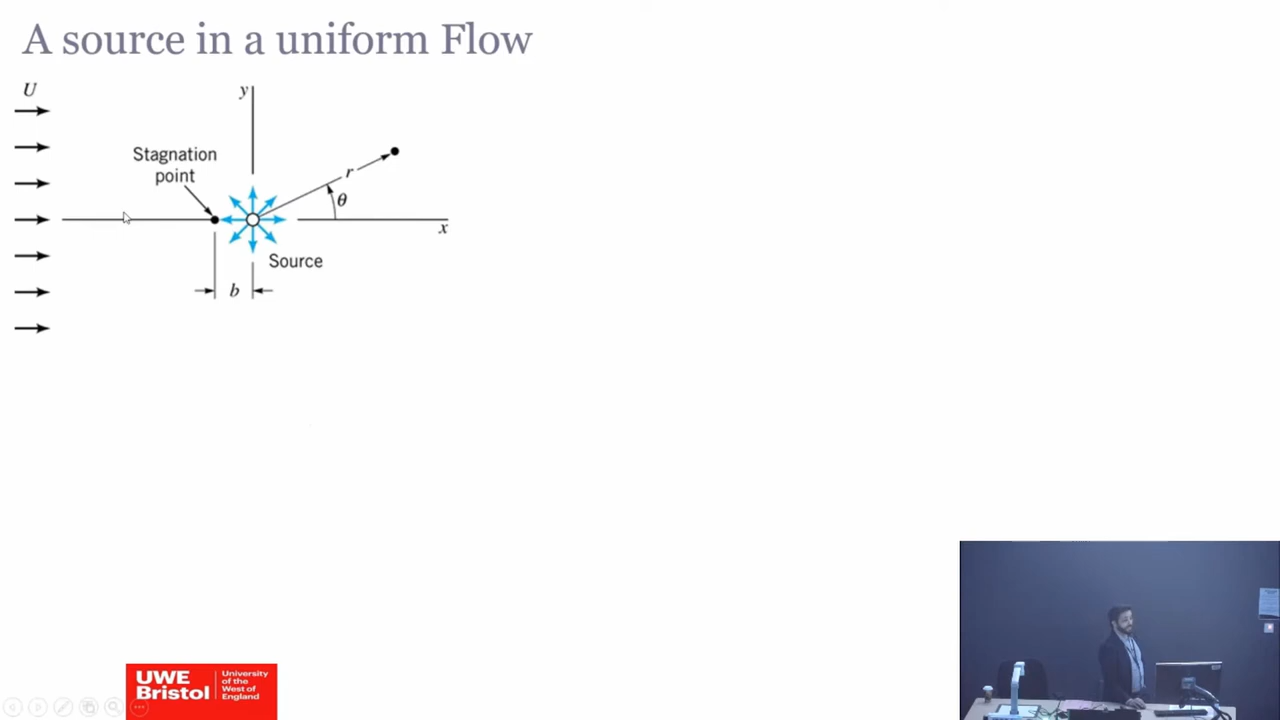 A source in a uniform Flow
U
y
Stagnation
point
r
θ
x
Source
b
UWE
Bristol
University
of the
West of
England